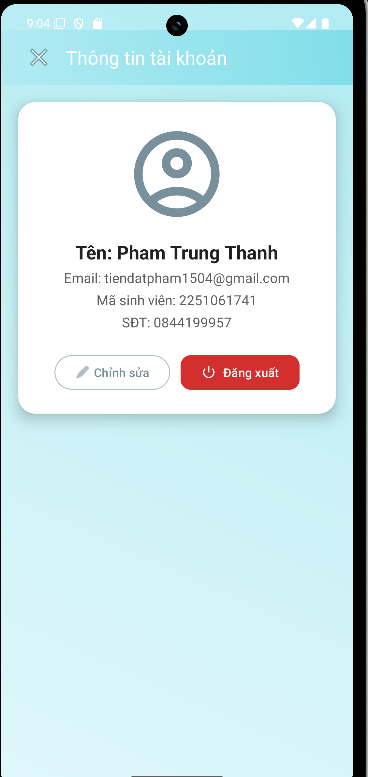 9:04
Thông tin tài khoản
Tên: Pham Trung Thanh
Email: tiendatpham1504@gmail.com
Mã sinh viên: 2251061741
SĐT: 0844199957
Chỉnh sửa
Đăng xuất